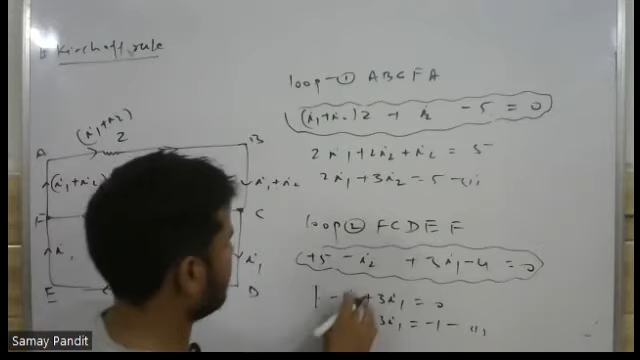 Kirchoff rule
loop-① ABCFA
(i₁+i₂)2 + i₂ - 5 = 0
2i₁+2i₂+i₂ = 5
2i₁+3i₂=5 -(i)
loop ② FCDEF
+5 - i₂ + 3i₁-4 =0
+3i₁ = 0
3i₁ = -1 - (ii)
(i₁+i₂)
2
A
B
(i₁+i₂)
i₁+i₂
F
C
i₁
i₁
E
D
Samay Pandit